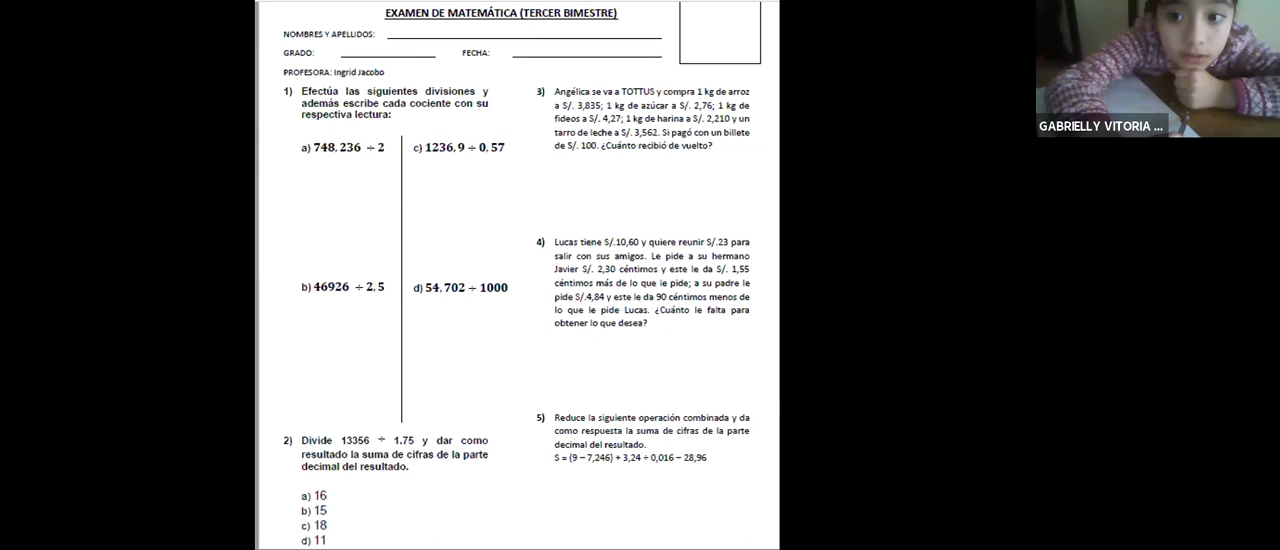 EXAMEN DE MATEMÁTICA (TERCER BIMESTRE)
NOMBRES Y APELLIDOS:
GRADO: FECHA:
PROFESORA: Ingrid Jacobo
1) Efectúa las siguientes divisiones y
además escribe cada cociente con su
respectiva lectura:
a) 748,236 ÷ 2
c) 1236,9 ÷ 0,57
b) 46926 ÷ 2,5
d) 54,702 ÷ 1000
2) Divide 13356 ÷ 1.75 y dar como
resultado la suma de cifras de la parte
decimal del resultado.
a) 16
b) 15
c) 18
d) 11
3) Angélica se va a TOTTUS y compra 1 kg de arroz
a S/. 3,835; 1 kg de azúcar a S/. 2,76; 1 kg de
fideos a S/. 4,27; 1 kg de harina a S/. 2,210 y un
tarro de leche a S/. 3,562. Si pagó con un billete
de S/. 100. ¿Cuánto recibió de vuelto?
4) Lucas tiene S/.10,60 y quiere reunir S/.23 para
salir con sus amigos. Le pide a su hermano
Javier S/. 2,30 céntimos y este le da S/. 1,55
céntimos más de lo que le pide; a su padre le
pide S/.4,84 y este le da 90 céntimos menos de
lo que le pide Lucas. ¿Cuánto le falta para
obtener lo que desea?
5) Reduce la siguiente operación combinada y da
como respuesta la suma de cifras de la parte
decimal del resultado.
S = (9 – 7,246) + 3,24 ÷ 0,016 – 28,96
GABRIELLY VITORIA ...